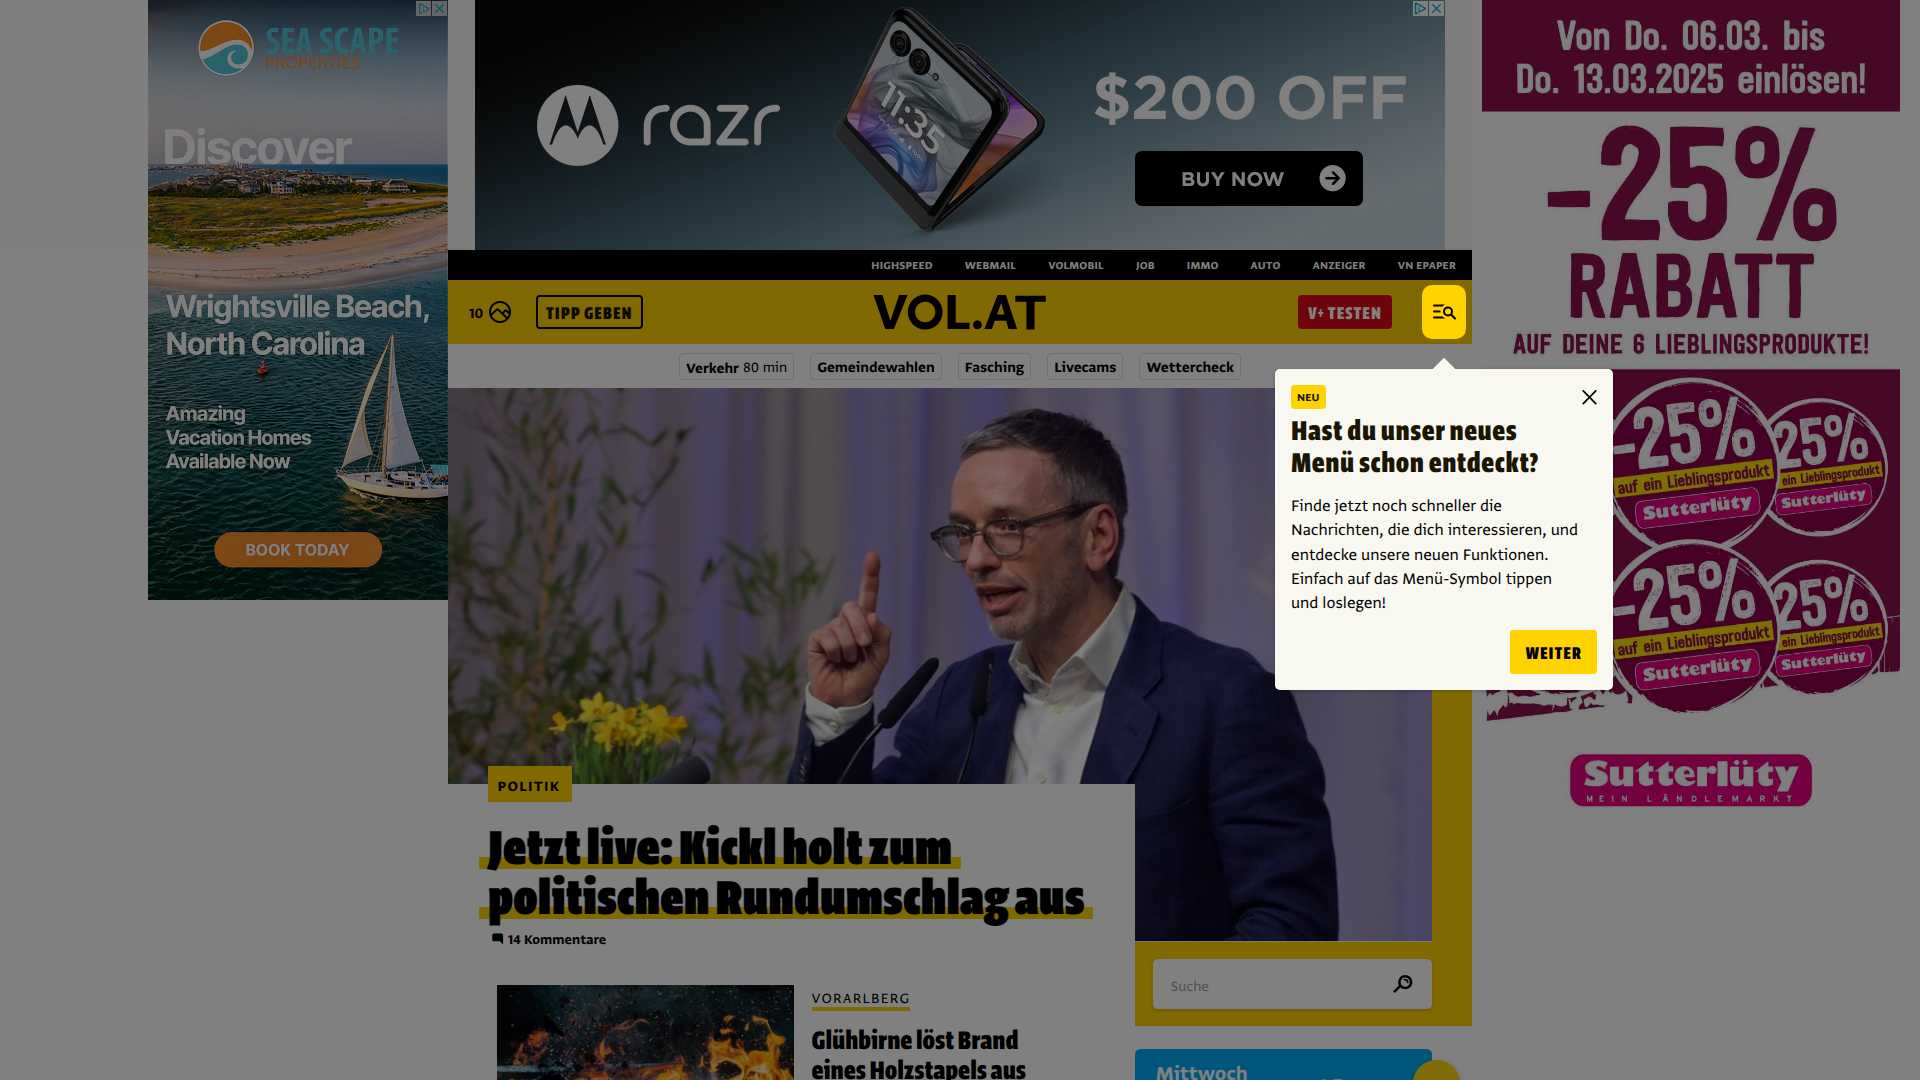 SEA SCAPE
PROPERTIES
Discover
Wrightsville Beach,
North Carolina
Amazing
Vacation Homes
Available Now
BOOK TODAY
razr
11:35
$200 OFF
BUY NOW
Von Do. 06.03. bis
Do. 13.03.2025 einlösen!
-25%
RABATT
AUF DEINE 6 LIEBLINGSPRODUKTE!
HIGHSPEED WEBMAIL VOLMOBIL JOB IMMO AUTO ANZEIGER VN EPAPER
10 TIPP GEBEN VOL.AT V+ TESTEN
Verkehr 80 min Gemeindewahlen Fasching Livecams Wettercheck
NEU
Hast du unser neues
Menü schon entdeckt?
Finde jetzt noch schneller die
Nachrichten, die dich interessieren, und
entdecke unsere neuen Funktionen.
Einfach auf das Menü-Symbol tippen
und loslegen!
WEITER
-25%
auf ein Lieblingsprodukt
Sutterlüty
25%
ein Lieblingsprodukt
Sutterlüty
-25%
auf ein Lieblingsprodukt
Sutterlüty
25%
ein Lieblingsprodukt
Sutterlüty
Sutterlüty
MEIN LÄNDLEMARKT
POLITIK
Jetzt live: Kickl holt zum
politischen Rundumschlag aus
14 Kommentare
VORARLBERG
Glühbirne löst Brand
eines Holzstapels aus
Suche
Mittwoch